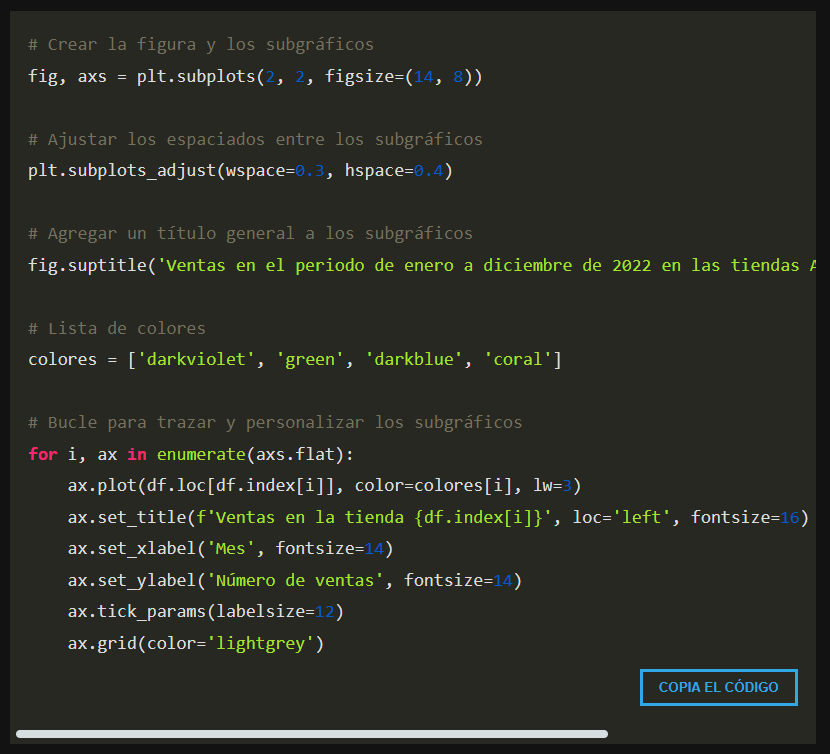 # Crear la figura y los subgráficos
fig, axs = plt.subplots(2, 2, figsize=(14, 8))
# Ajustar los espaciados entre los subgráficos
plt.subplots_adjust(wspace=0.3, hspace=0.4)
# Agregar un título general a los subgráficos
fig.suptitle('Ventas en el periodo de enero a diciembre de 2022 en las tiendas A
# Lista de colores
colores = ['darkviolet', 'green', 'darkblue', 'coral']
# Bucle para trazar y personalizar los subgráficos
for i, ax in enumerate(axs.flat):
    ax.plot(df.loc[df.index[i]], color=colores[i], lw=3)
    ax.set_title(f'Ventas en la tienda {df.index[i]}', loc='left', fontsize=16)
    ax.set_xlabel('Mes', fontsize=14)
    ax.set_ylabel('Número de ventas', fontsize=14)
    ax.tick_params(labelsize=12)
    ax.grid(color='lightgrey')
COPIA EL CÓDIGO